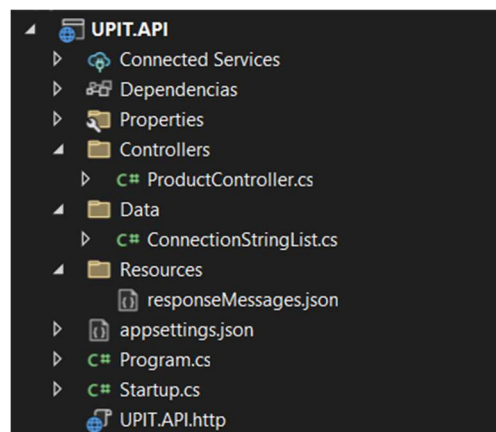 UPIT.API
Connected Services
Dependencias
Properties
Controllers
C# ProductController.cs
Data
C# ConnectionStringList.cs
Resources
responseMessages.json
appsettings.json
C# Program.cs
C# Startup.cs
UPIT.API.http